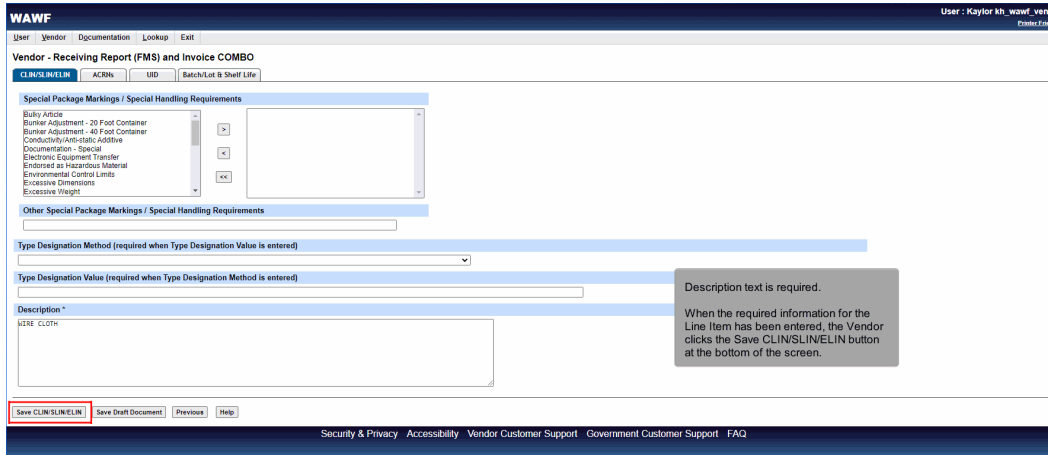 WAWF
User : Kaylor kh_wawf_ven
Printer Frie
User Vendor Documentation Lookup Exit
Vendor - Receiving Report (FMS) and Invoice COMBO
CLIN/SLIN/ELIN ACRNs UID Batch/Lot & Shelf Life
Special Package Markings / Special Handling Requirements
Bulky Article
Bunker Adjustment - 20 Foot Container
Bunker Adjustment - 40 Foot Container
Conductivity/Anti-static Additive
Documentation - Special
Electronic Equipment Transfer
Endorsed as Hazardous Material
Environmental Control Limits
Excessive Dimensions
Excessive Weight
>
<
<<
Other Special Package Markings / Special Handling Requirements
Type Designation Method (required when Type Designation Value is entered)
Type Designation Value (required when Type Designation Method is entered)
Description *
WIRE CLOTH
Description text is required.
When the required information for the
Line Item has been entered, the Vendor
clicks the Save CLIN/SLIN/ELIN button
at the bottom of the screen.
Save CLIN/SLIN/ELIN Save Draft Document Previous Help
Security & Privacy Accessibility Vendor Customer Support Government Customer Support FAQ